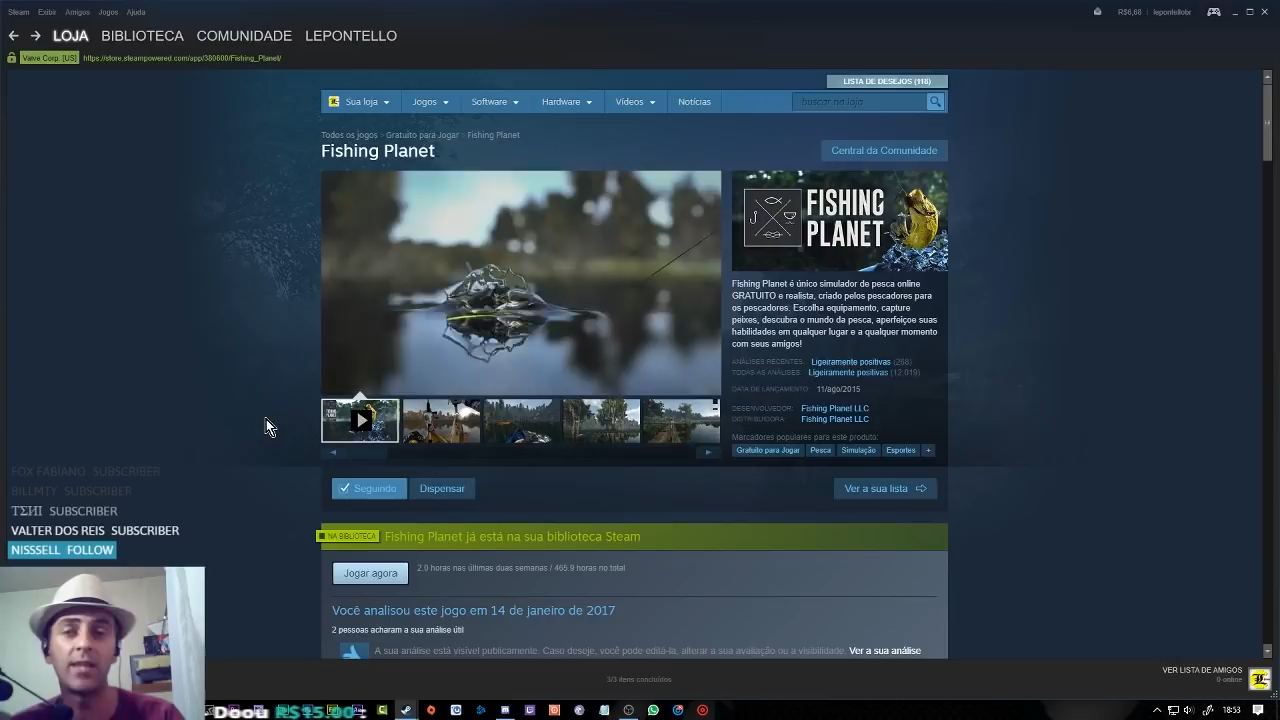 Steam Exibir Amigos Jogos Ajuda
R$6,68 lepontellobr
LOJA BIBLIOTECA COMUNIDADE LEPONTELLO
Valve Corp. [US] https://store.steampowered.com/app/380600/Fishing_Planet/
LISTA DE DESEJOS (118)
Sua loja Jogos Software Hardware Vídeos Notícias buscar na loja
Todos os jogos > Gratuito para Jogar > Fishing Planet
Fishing Planet
Central da Comunidade
FISHING
PLANET
Fishing Planet é único simulador de pesca online
GRATUITO e realista, criado pelos pescadores para
os pescadores. Escolha equipamento, capture
peixes, descubra o mundo da pesca, aperfeiçoe suas
habilidades em qualquer lugar e a qualquer momento
com seus amigos!
ANÁLISES RECENTES: Ligeiramente positivas (268)
TODAS AS ANÁLISES: Ligeiramente positivas (12,019)
DATA DE LANÇAMENTO: 11/ago/2015
DESENVOLVEDOR: Fishing Planet LLC
DISTRIBUIDORA: Fishing Planet LLC
Marcadores populares para este produto:
Gratuito para Jogar Pesca Simulação Esportes +
FOX FABIANO SUBSCRIBER
BILLMTY SUBSCRIBER
SUBSCRIBER
VALTER DOS REIS SUBSCRIBER
NISSSELL FOLLOW
Seguindo Dispensar Ver a sua lista
NA BIBLIOTECA Fishing Planet já está na sua biblioteca Steam
Jogar agora 2.0 horas nas últimas duas semanas / 465.9 horas no total
Você analisou este jogo em 14 de janeiro de 2017
2 pessoas acharam a sua análise útil
A sua análise está visível publicamente. Caso deseje, você pode editá-la, alterar a sua avaliação ou a visibilidade. Ver a sua análise
3/3 itens concluídos
VER LISTA DE AMIGOS
0 online
18:53